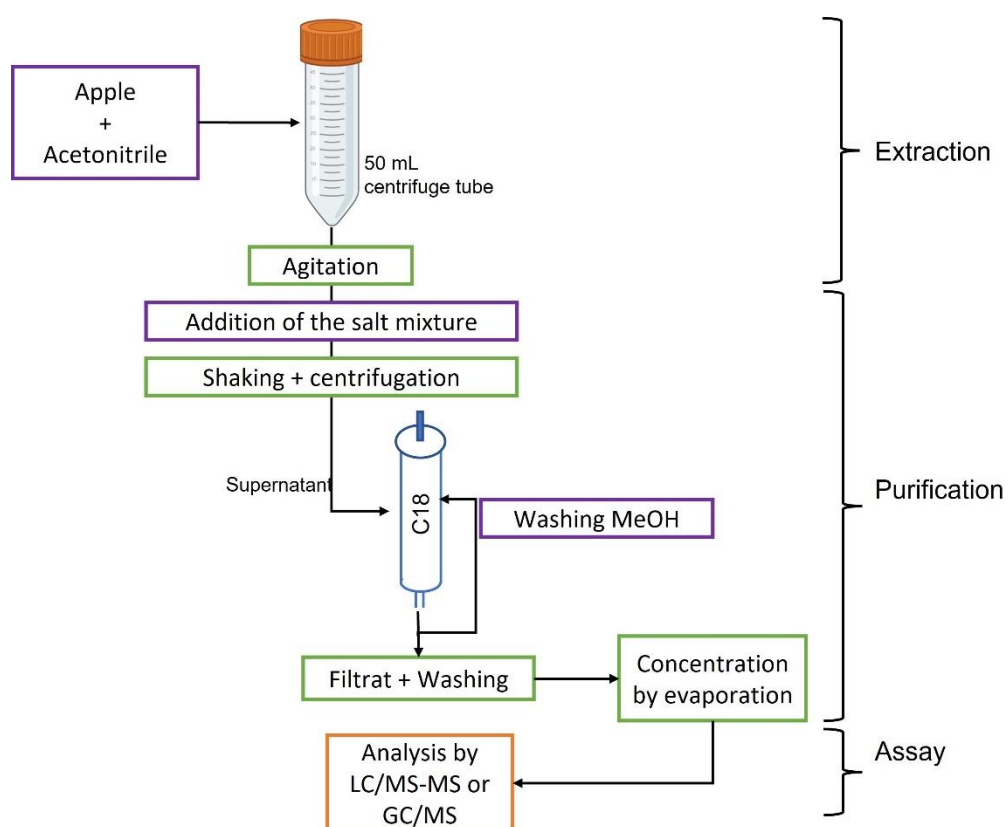 Apple
+
Acetonitrile
50 mL
centrifuge tube
Extraction
Agitation
Addition of the salt mixture
Shaking + centrifugation
Supernatant
C18
Washing MeOH
Purification
Filtrat + Washing
Concentration
by evaporation
Analysis by
LC/MS-MS or
GC/MS
Assay